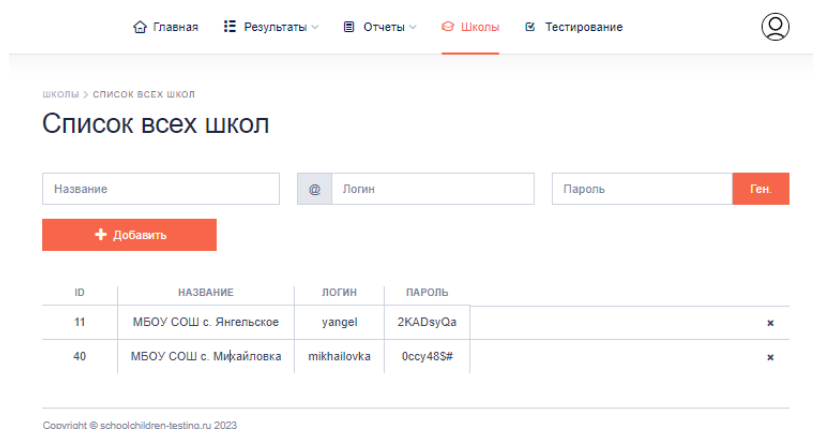 Главная Результаты Отчеты Школы Тестирование
ШКОЛЫ > СПИСОК ВСЕХ ШКОЛ
Список всех школ
Название @ Логин Пароль Ген.
+ Добавить
ID НАЗВАНИЕ ЛОГИН ПАРОЛЬ
11 МБОУ СОШ с. Янгельское yangel 2KADsyQa ×
40 МБОУ СОШ с. Михайловка mikhailovka 0ccy48$# ×
Copyright © schoolchildren-testing.ru 2023